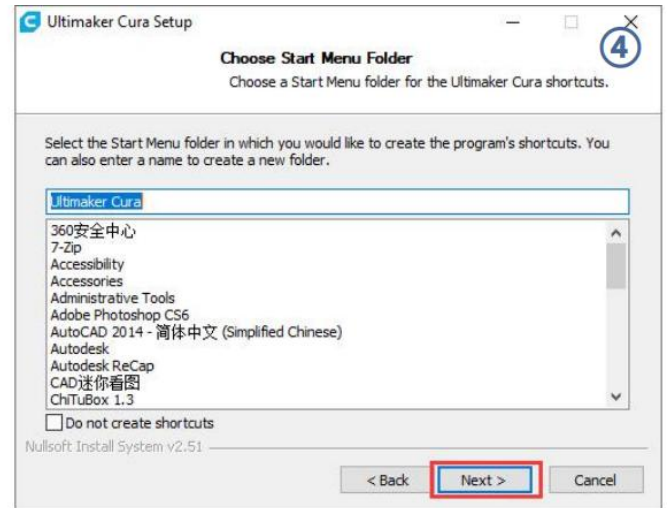 Ultimaker Cura Setup
④
Choose Start Menu Folder
Choose a Start Menu folder for the Ultimaker Cura shortcuts.
Select the Start Menu folder in which you would like to create the program's shortcuts. You
can also enter a name to create a new folder.
Ultimaker Cura
360安全中心
7-Zip
Accessibility
Accessories
Administrative Tools
Adobe Photoshop CS6
AutoCAD 2014 - 简体中文 (Simplified Chinese)
Autodesk
Autodesk ReCap
CAD迷你看图
ChiTuBox 1.3
Do not create shortcuts
Nullsoft Install System v2.51
< Back Next > Cancel